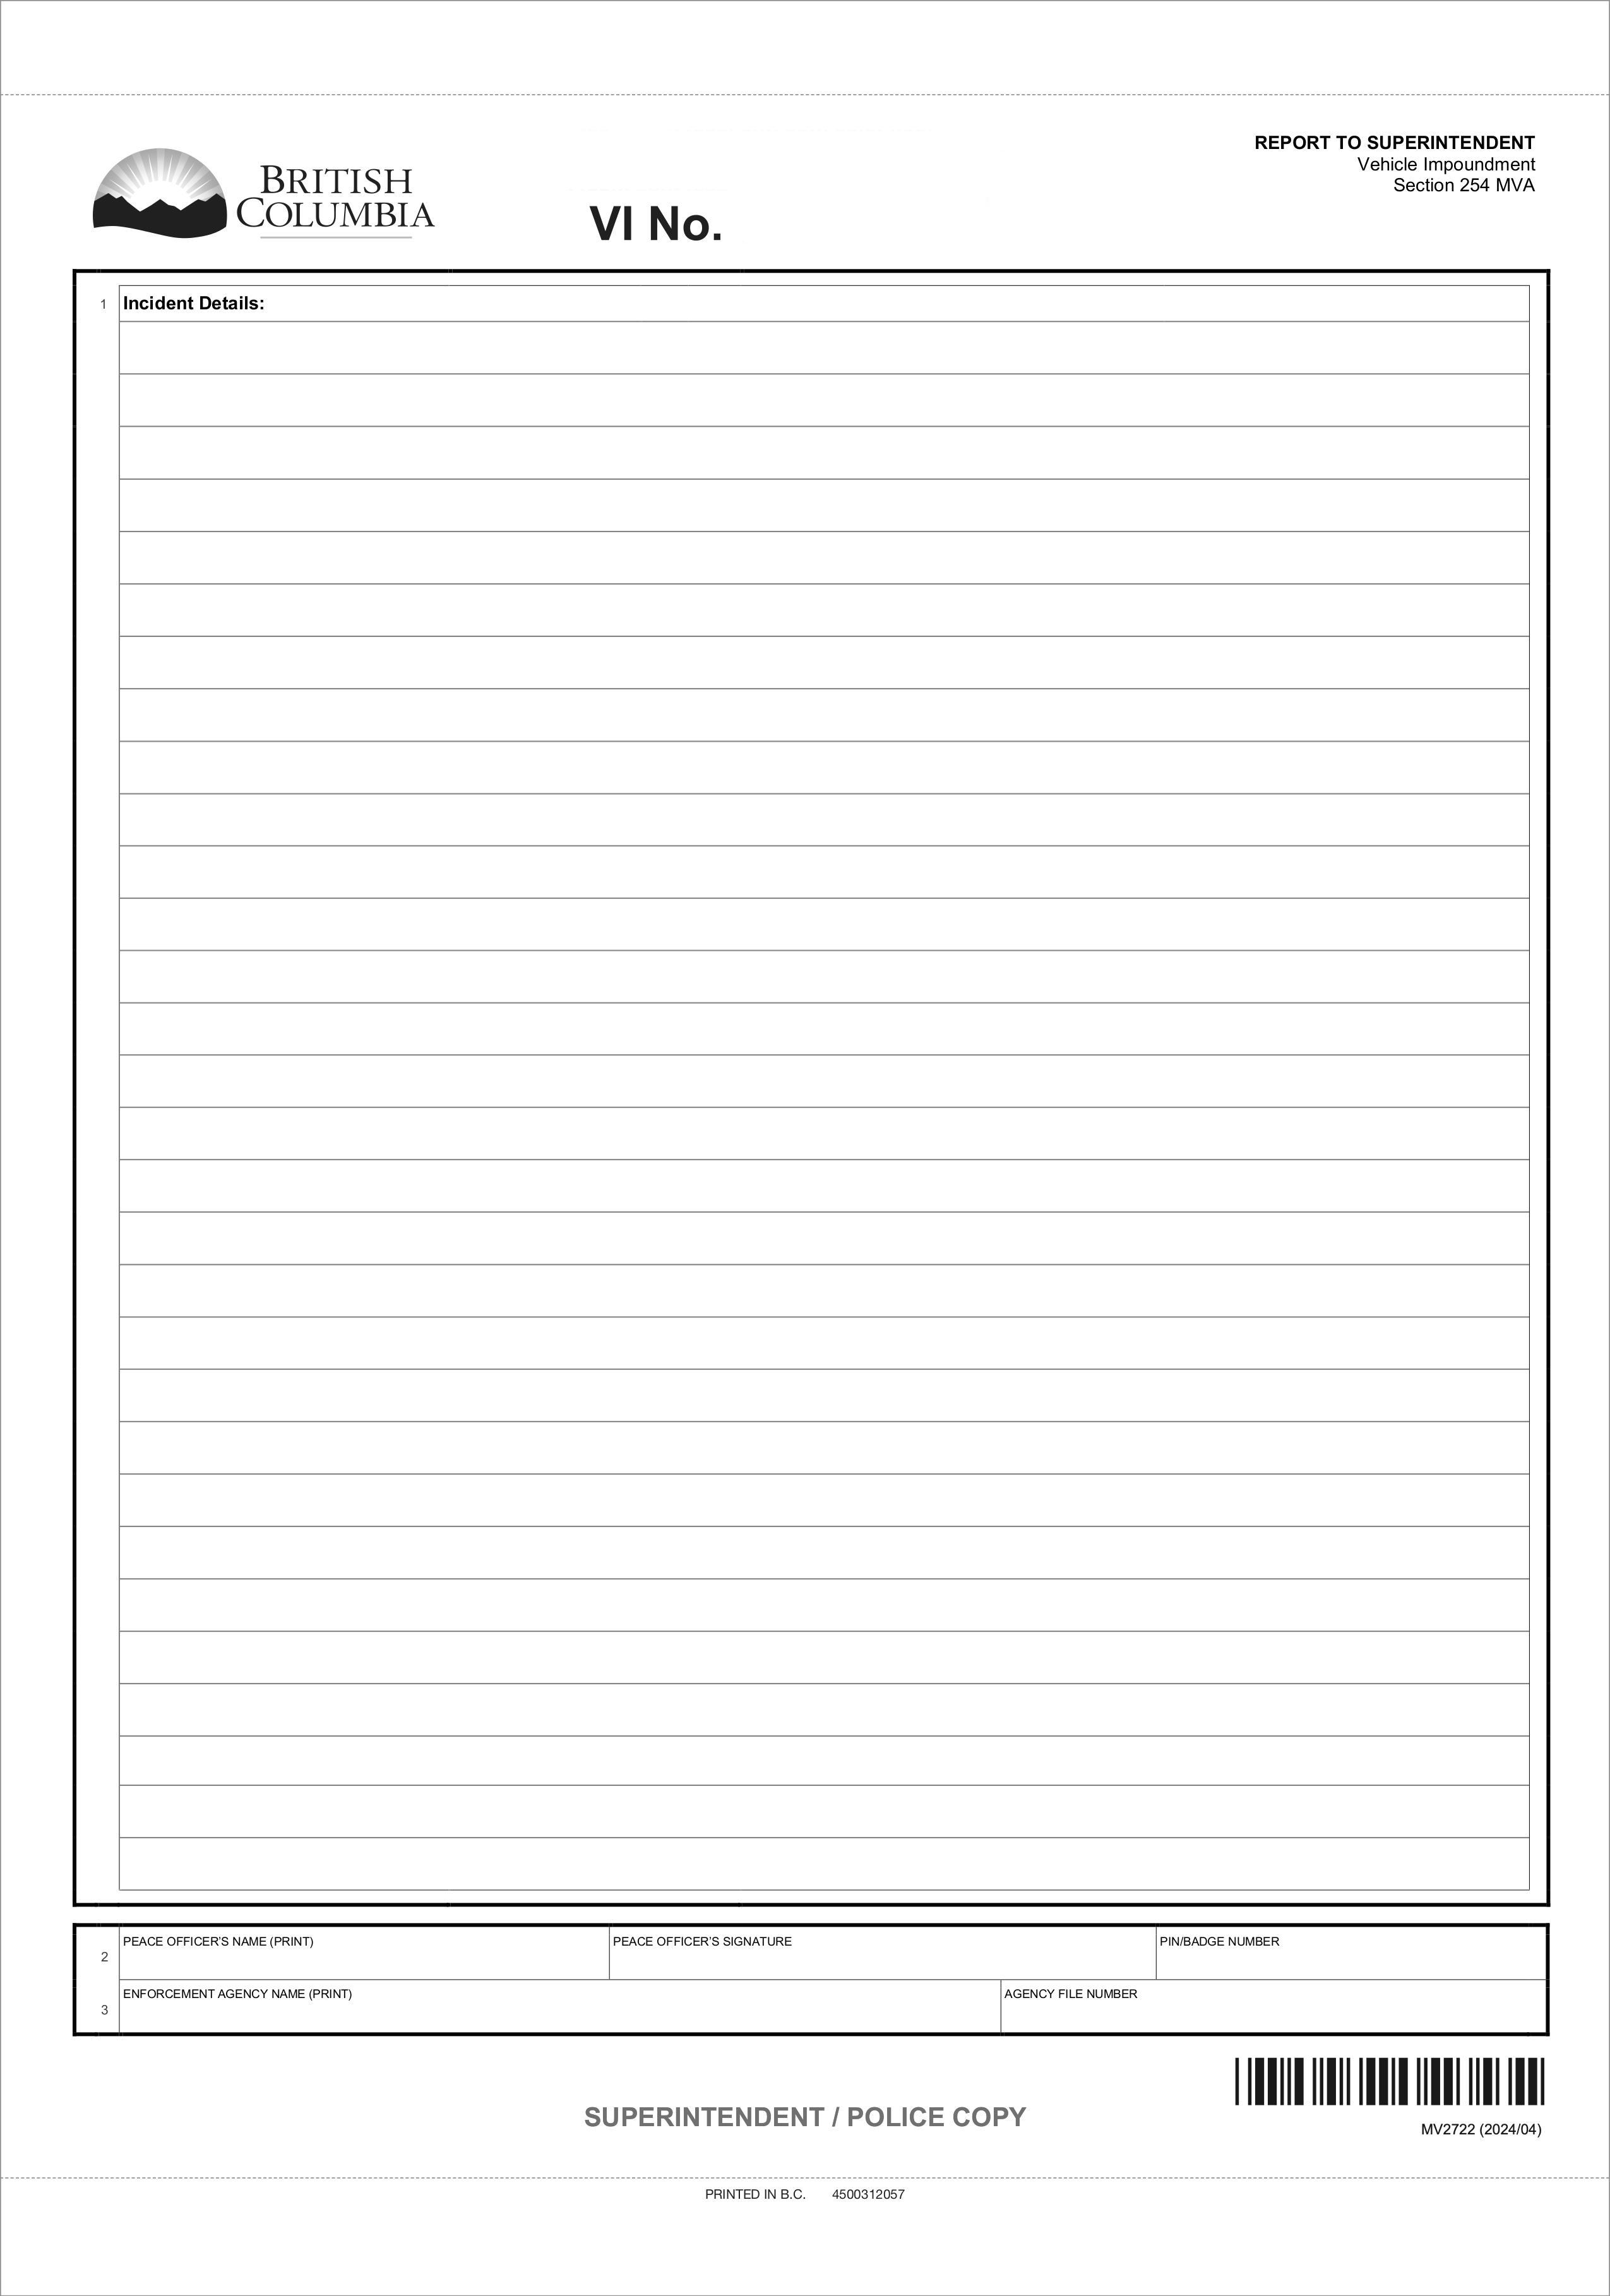 BRITISH
COLUMBIA
VI No.
REPORT TO SUPERINTENDENT
Vehicle Impoundment
Section 254 MVA
1 Incident Details:
2 PEACE OFFICER'S NAME (PRINT) PEACE OFFICER'S SIGNATURE PIN/BADGE NUMBER
3 ENFORCEMENT AGENCY NAME (PRINT) AGENCY FILE NUMBER
SUPERINTENDENT / POLICE COPY
MV2722 (2024/04)
PRINTED IN B.C. 4500312057